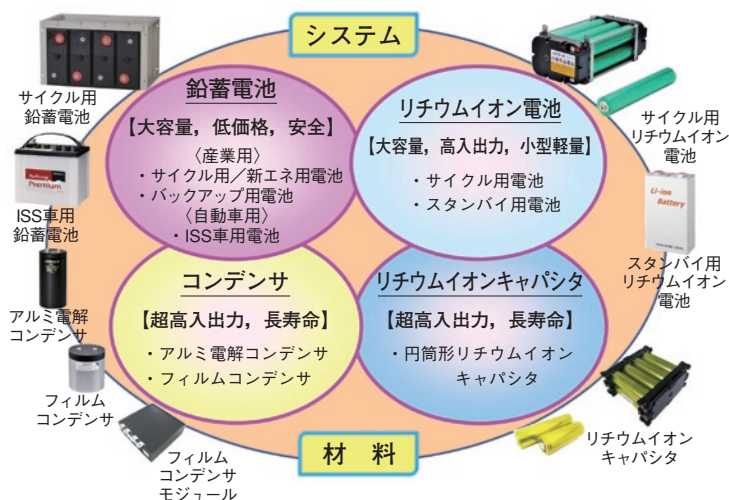 システム
サイクル用
鉛蓄電池
ISS車用
鉛蓄電池
アルミ電解
コンデンサ
フィルム
コンデンサ
フィルム
コンデンサ
モジュール
鉛蓄電池
【大容量，低価格，安全】
〈産業用〉
・サイクル用／新エネ用電池
・バックアップ用電池
〈自動車用〉
・ISS車用電池
リチウムイオン電池
【大容量，高入出力，小型軽量】
・サイクル用電池
・スタンバイ用電池
コンデンサ
【超高入出力，長寿命】
・アルミ電解コンデンサ
・フィルムコンデンサ
リチウムイオンキャパシタ
【超高入出力，長寿命】
・円筒形リチウムイオン
キャパシタ
サイクル用
リチウムイオン
電池
Li-ion
Battery
スタンバイ用
リチウムイオン
電池
リチウムイオン
キャパシタ
材　料
Premium